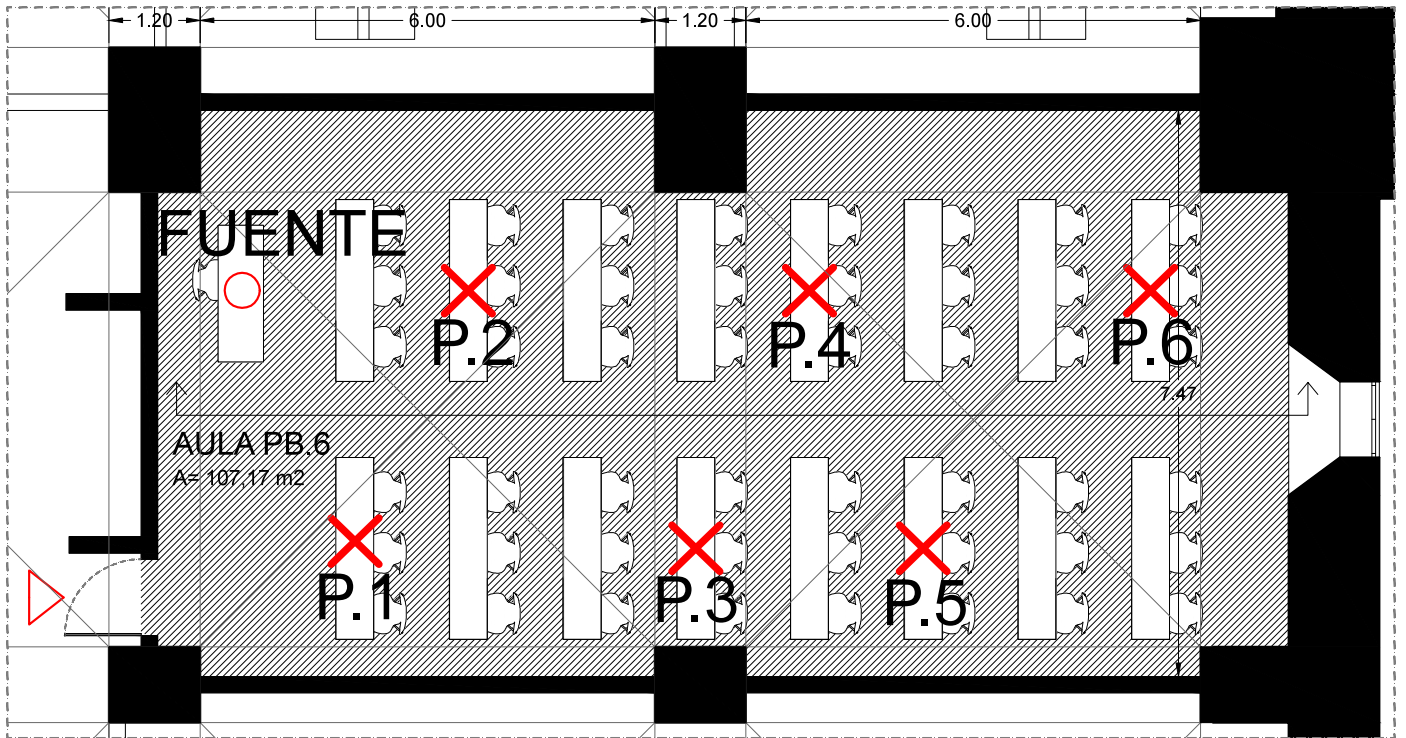 1.20
6.00
1.20
6.00
FUENTE
P.2
P.4
P.6
7.47
AULA PB.6
A= 107,17 m2
P.1
P.3
P.5